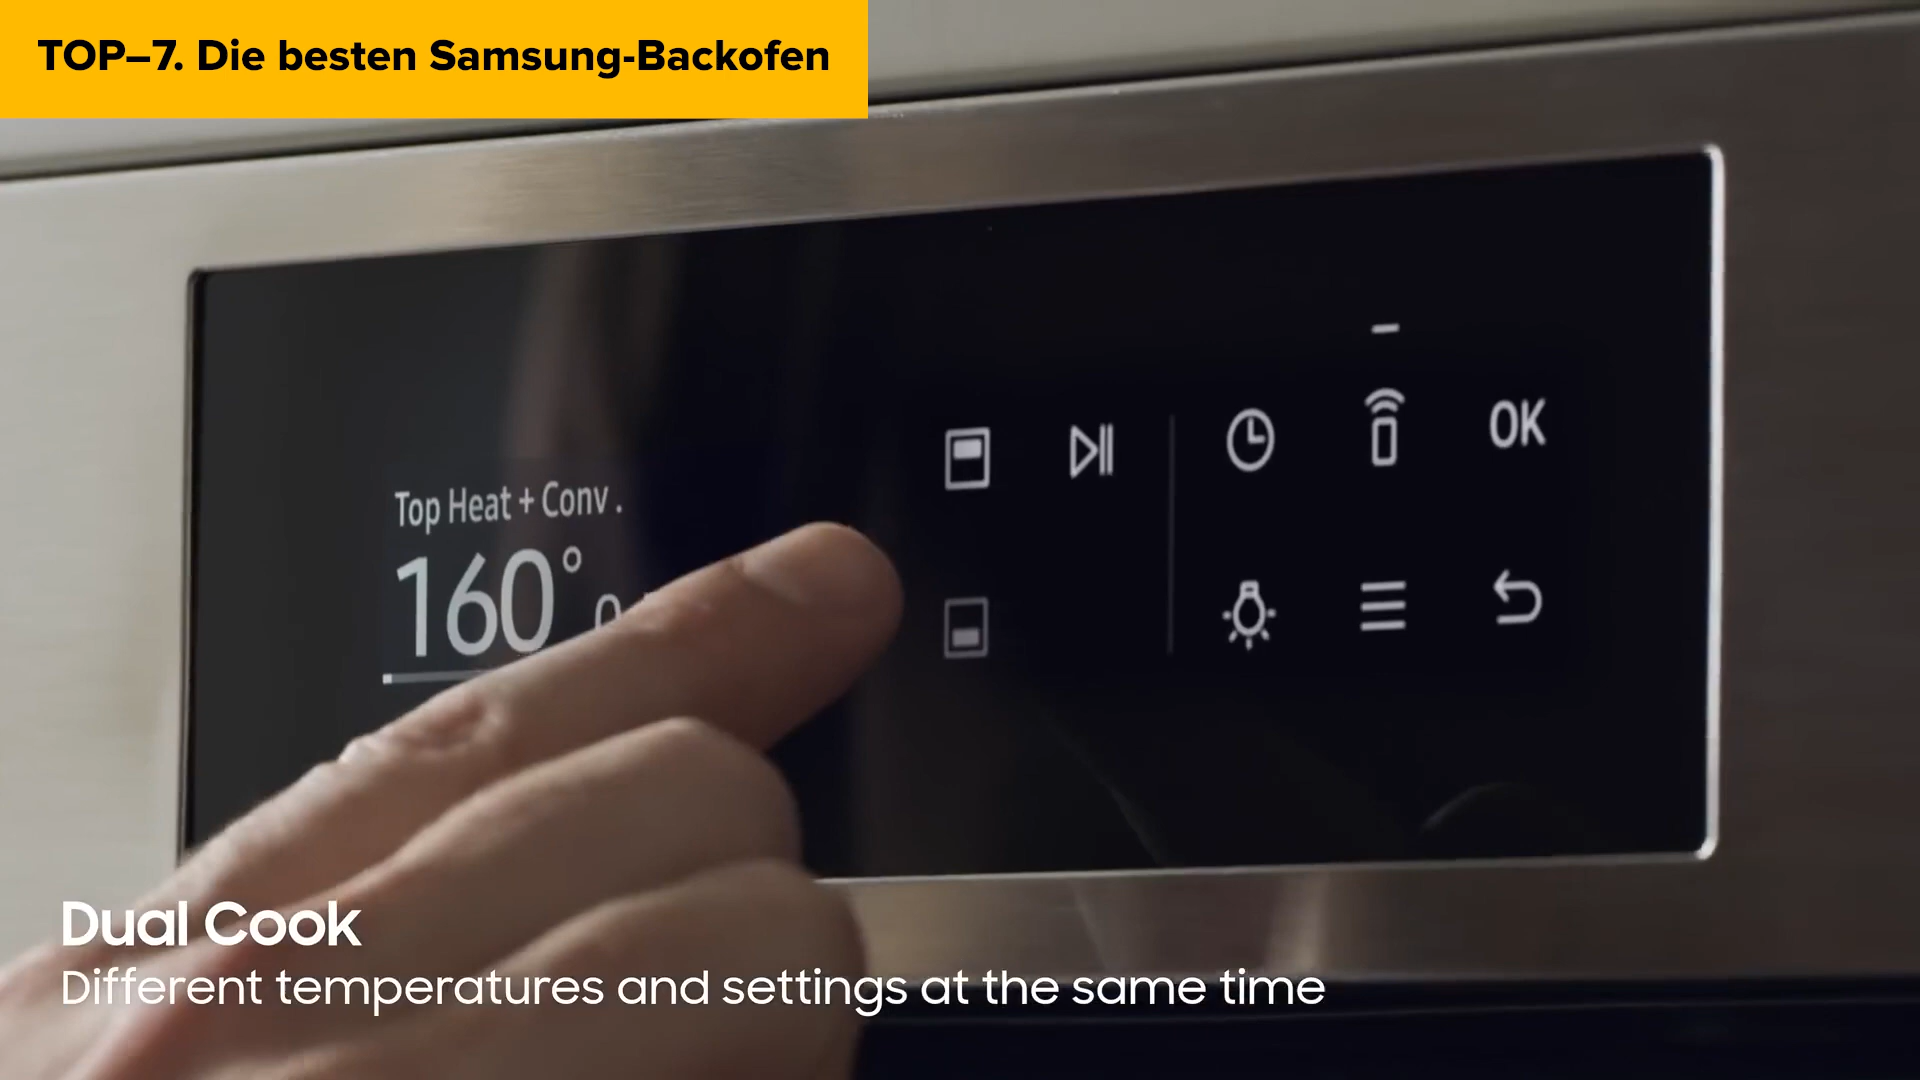 TOP–7. Die besten Samsung-Backofen
Top Heat + Conv .
160°
OK
Dual Cook
Different temperatures and settings at the same time